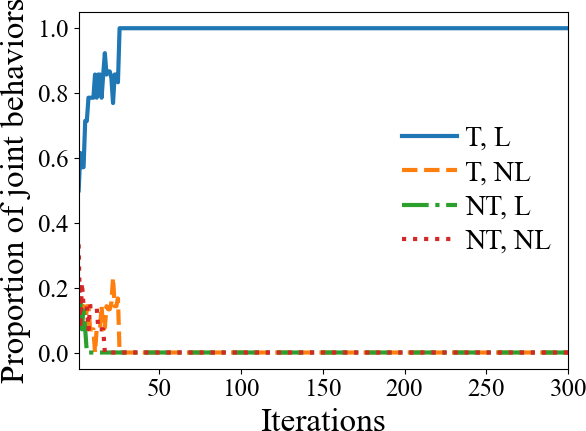 Proportion of joint behaviors
1.0
0.8
0.6
0.4
0.2
0.0
T, L
T, NL
NT, L
NT, NL
50 100 150 200 250 300
Iterations